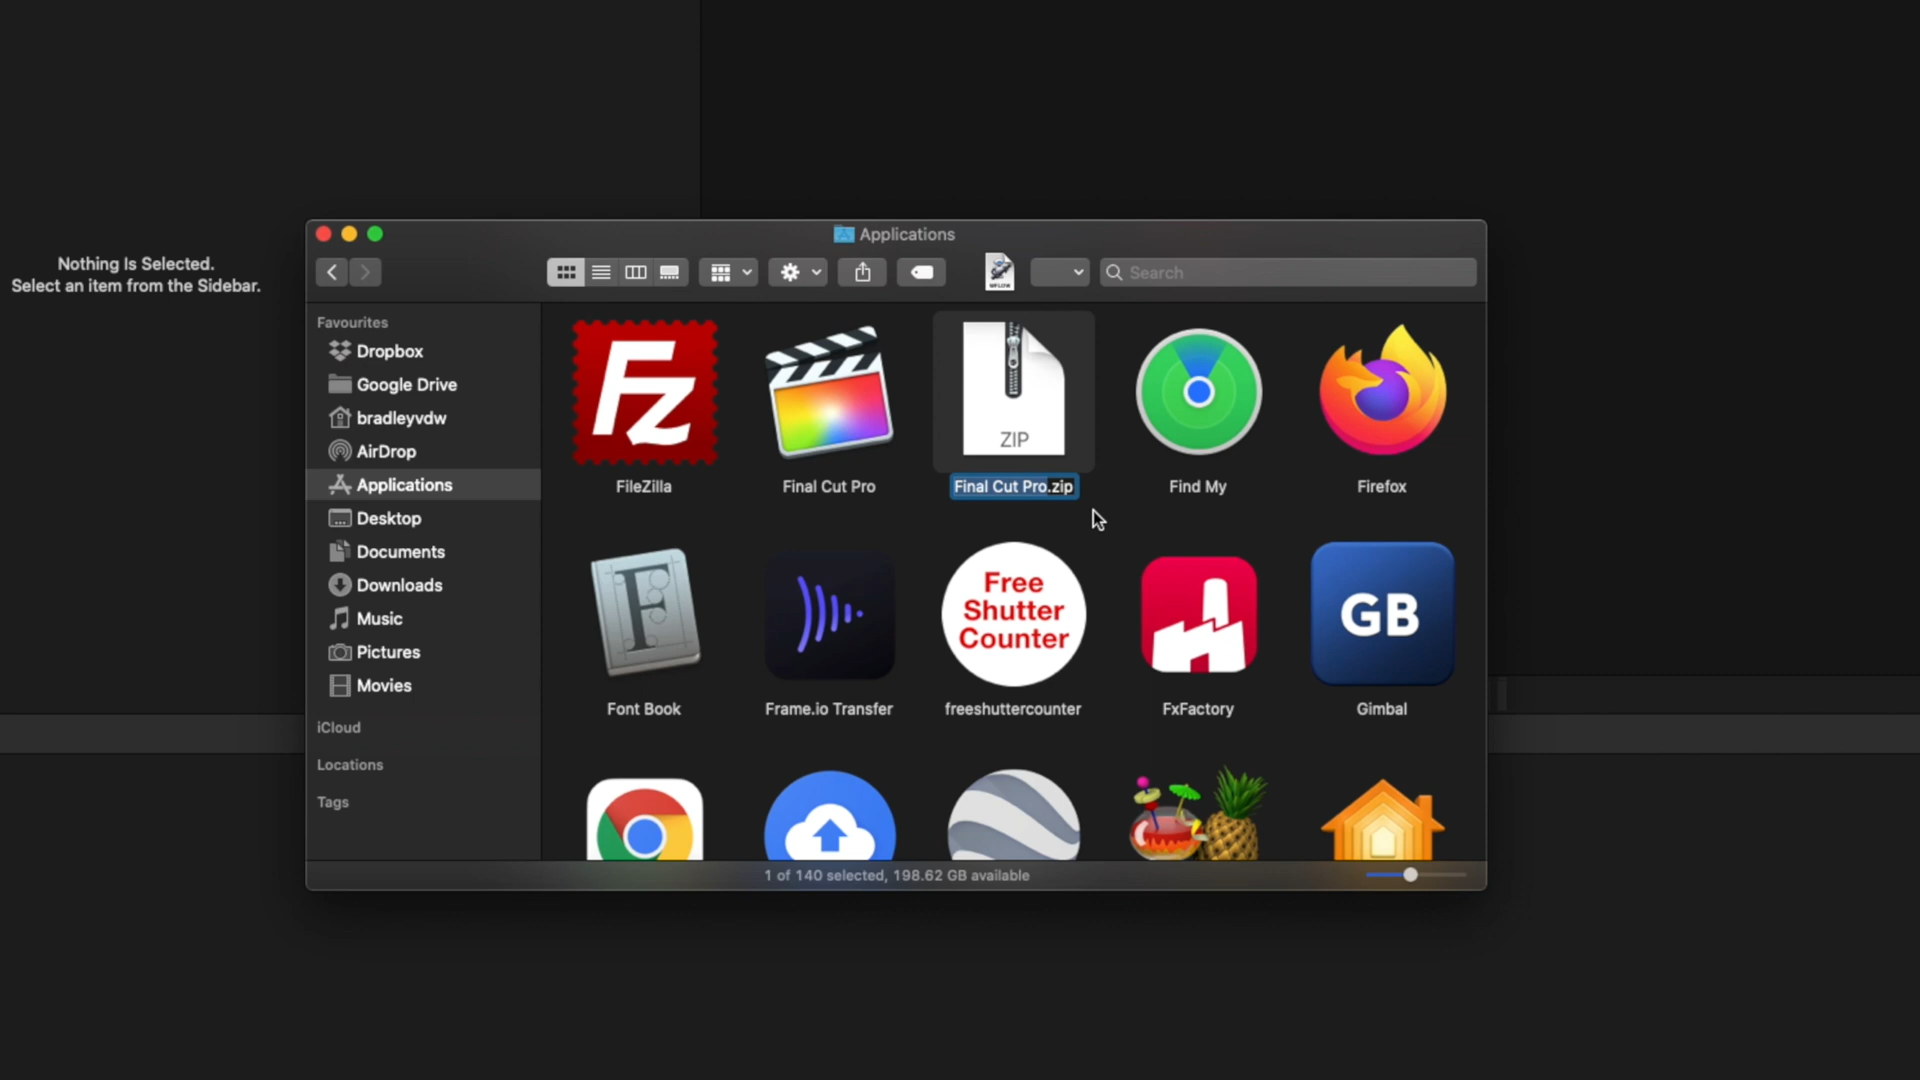 Nothing Is Selected.
Select an item from the Sidebar.
Applications
Search
Favourites
Dropbox
Google Drive
bradleyvdw
AirDrop
Applications
Desktop
Documents
Downloads
Music
Pictures
Movies
iCloud
Locations
Tags
Fz
ZIP
FileZilla
Final Cut Pro
Final Cut Pro.zip
Find My
Firefox
F
Free
Shutter
Counter
GB
Font Book
Frame.io Transfer
freeshuttercounter
FxFactory
Gimbal
1 of 140 selected, 198.62 GB available